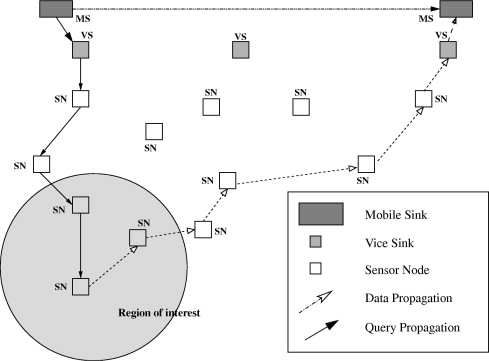 MS
MS
VS
VS
VS
SN
SN
SN
SN
SN
SN
SN
SN
SN
SN
SN
SN
Region of interest
Mobile Sink
Vice Sink
Sensor Node
Data Propagation
Query Propagation